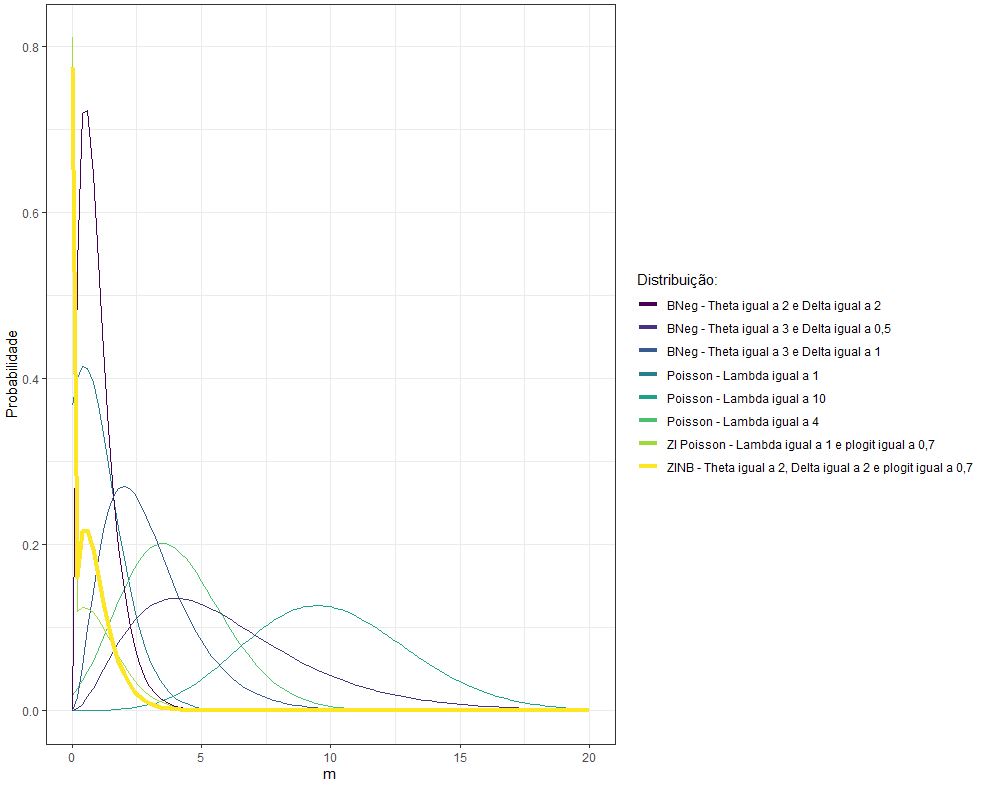 0.8
0.6
0.4
0.2
0.0
Probabilidade
0
5
10
15
20
m
Distribuição:
BNeg - Theta igual a 2 e Delta igual a 2
BNeg - Theta igual a 3 e Delta igual a 0,5
BNeg - Theta igual a 3 e Delta igual a 1
Poisson - Lambda igual a 1
Poisson - Lambda igual a 10
Poisson - Lambda igual a 4
ZI Poisson - Lambda igual a 1 e plogit igual a 0,7
ZINB - Theta igual a 2, Delta igual a 2 e plogit igual a 0,7